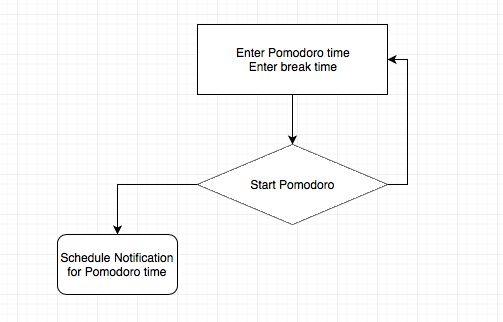 Enter Pomodoro time
Enter break time
Start Pomodoro
Schedule Notification
for Pomodoro time